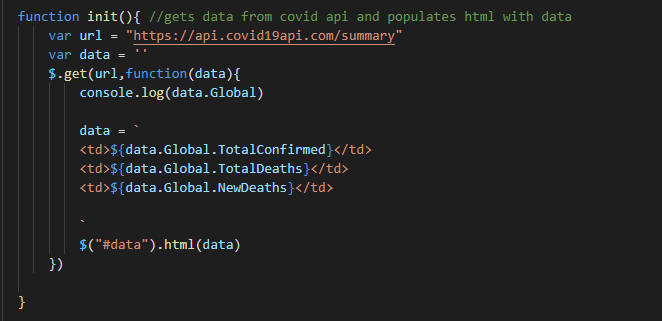 function init(){ //gets data from covid api and populates html with data
    var url = "https://api.covid19api.com/summary"
    var data = ''
    $.get(url,function(data){
        console.log(data.Global)

        data = `
        <td>${data.Global.TotalConfirmed}</td>
        <td>${data.Global.TotalDeaths}</td>
        <td>${data.Global.NewDeaths}</td>

        `
        $("#data").html(data)
    })

}